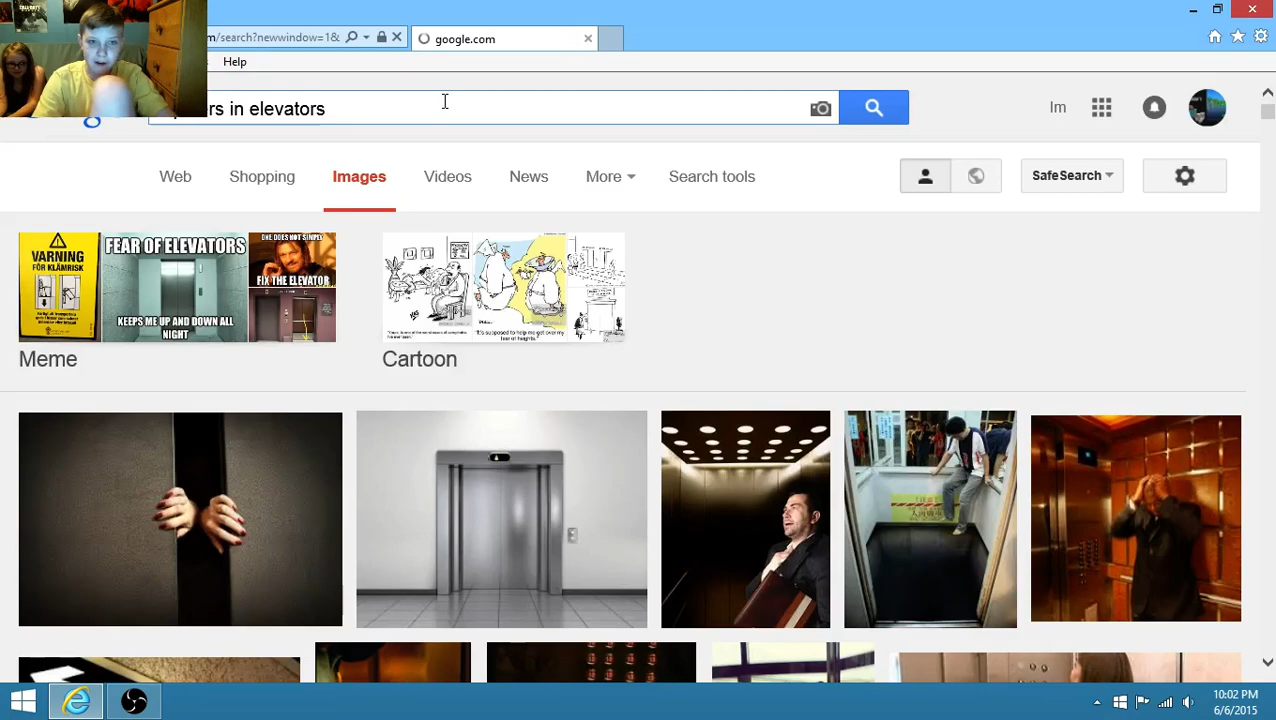 m/search?newwindow=1&
google.com
Help
rs in elevators
Im
Web
Shopping
Images
Videos
News
More
Search tools
SafeSearch
VARNING
FÖR KLÄMRISK
FEAR OF ELEVATORS
KEEPS ME UP AND DOWN ALL
NIGHT
ONE DOES NOT SIMPLY
FIX THE ELEVATOR
Meme
Cartoon
10:02 PM
6/6/2015